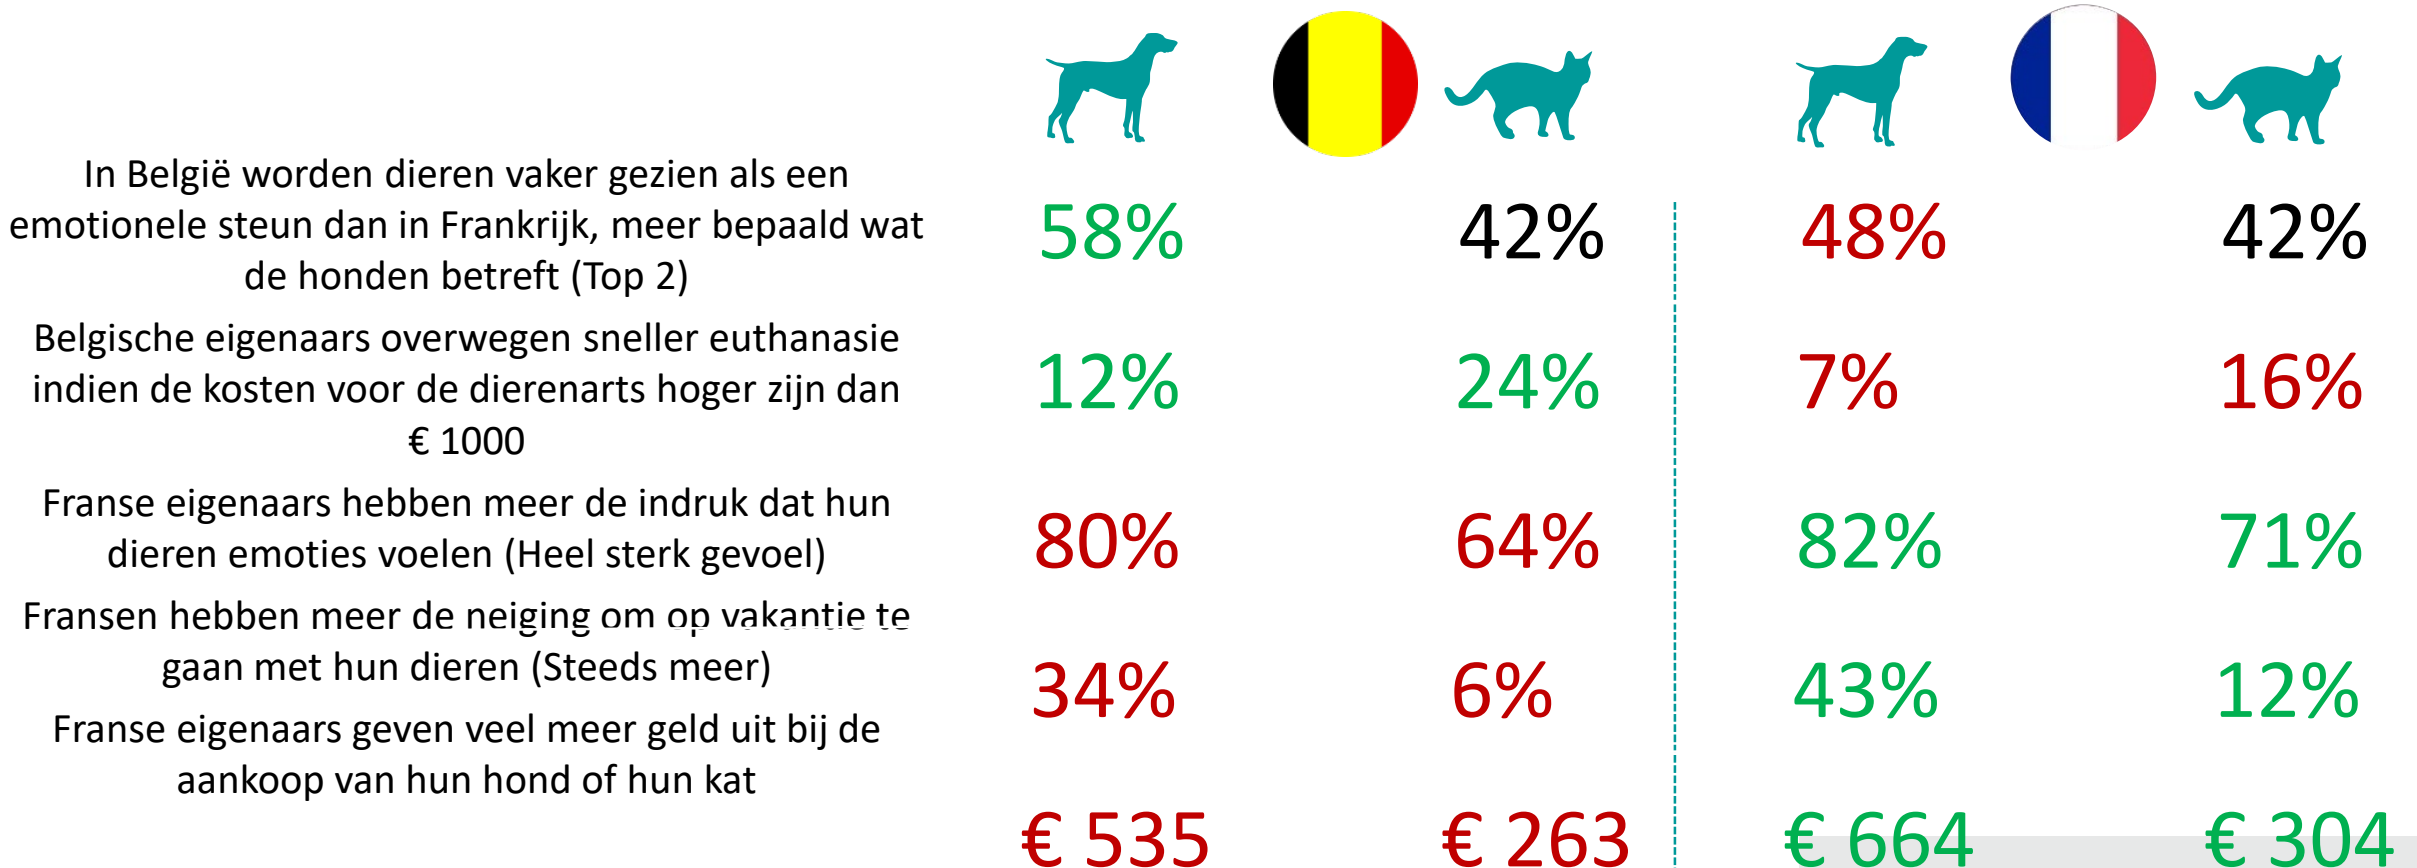 In België worden dieren vaker gezien als een
emotionele steun dan in Frankrijk, meer bepaald wat
de honden betreft (Top 2)
58% 42% 48% 42%
Belgische eigenaars overwegen sneller euthanasie
indien de kosten voor de dierenarts hoger zijn dan
€ 1000
12% 24% 7% 16%
Franse eigenaars hebben meer de indruk dat hun
dieren emoties voelen (Heel sterk gevoel)
80% 64% 82% 71%
Fransen hebben meer de neiging om op vakantie te
gaan met hun dieren (Steeds meer)
34% 6% 43% 12%
Franse eigenaars geven veel meer geld uit bij de
aankoop van hun hond of hun kat
€ 535 € 263 € 664 € 304